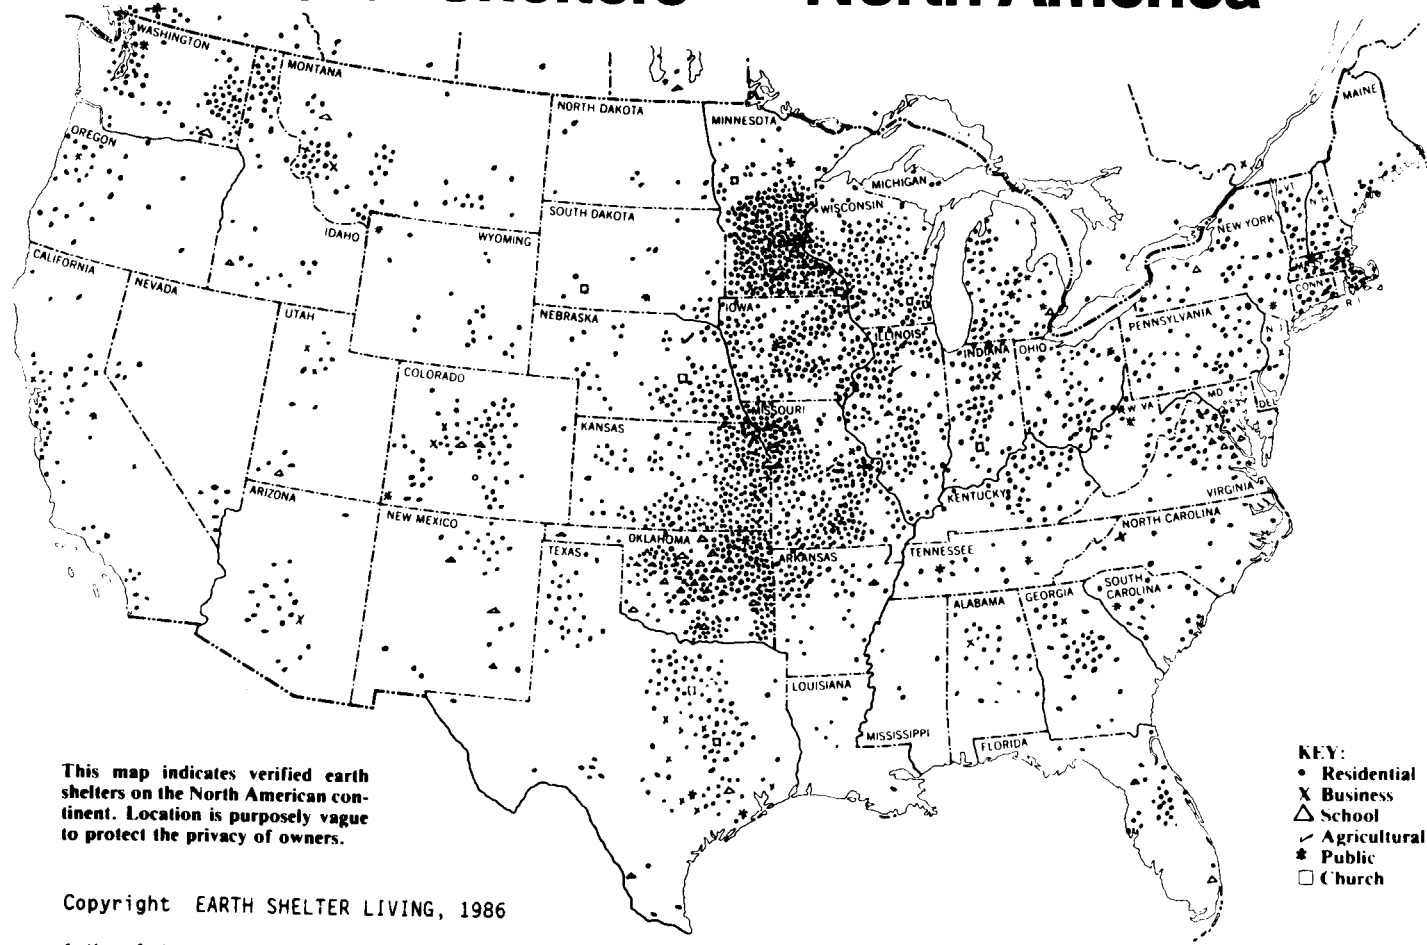 Shelters North America
WASHINGTON
MONTANA
NORTH DAKOTA
MINNESOTA
MAINE
OREGON
MICHIGAN
VT.
N.H.
WISCONSIN
SOUTH DAKOTA
NEW YORK
IDAHO
WYOMING
CALIFORNIA
NEVADA
CONN
R.I.
UTAH
NEBRASKA
IOWA
ILLINOIS
PENNSYLVANIA
N J
INDIANA
OHIO
COLORADO
MD
DEL
W VA
MISSOURI
KANSAS
ARIZONA
KENTUCKY
VIRGINIA
NEW MEXICO
NORTH CAROLINA
OKLAHOMA
TEXAS
ARKANSAS
TENNESSEE
SOUTH
CAROLINA
ALABAMA
GEORGIA
LOUISIANA
MISSISSIPPI
FLORIDA
This map indicates verified earth
shelters on the North American con-
tinent. Location is purposely vague
to protect the privacy of owners.
KEY:
Residential
Business
School
Agricultural
Public
Church
Copyright EARTH SHELTER LIVING, 1986